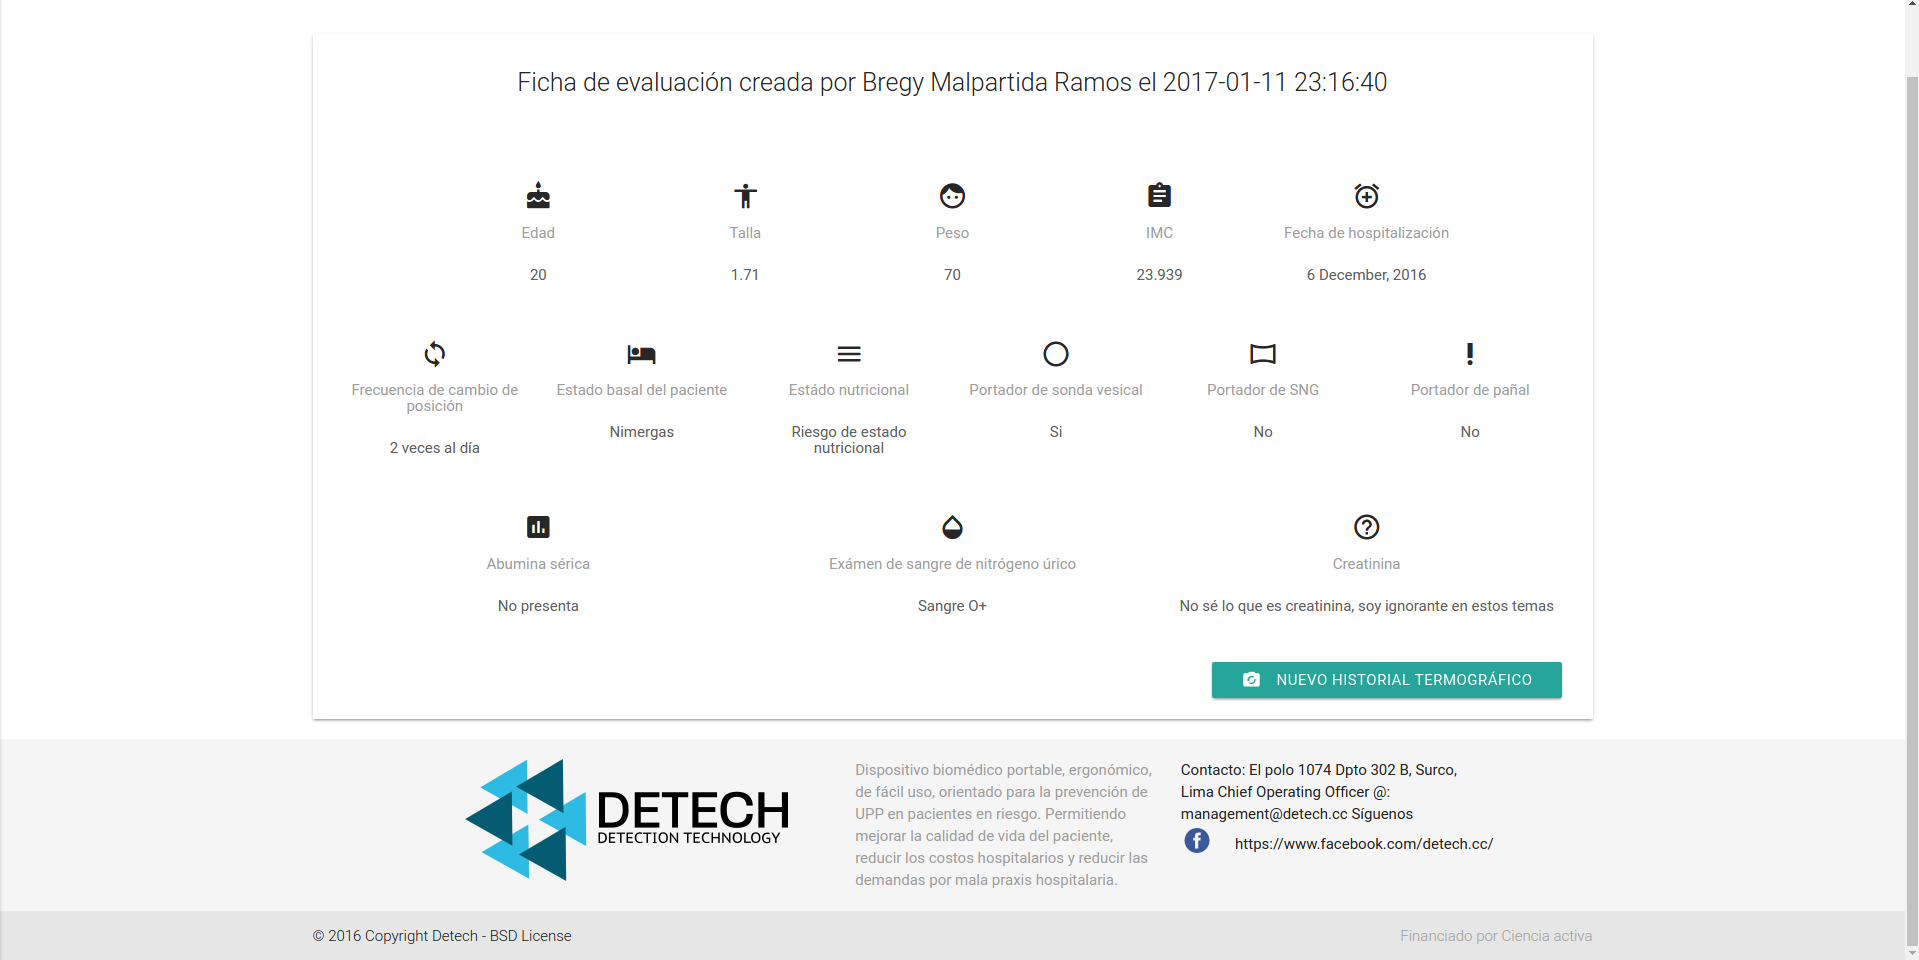 Ficha de evaluación creada por Bregy Malpartida Ramos el 2017-01-11 23:16:40
Edad
Talla
Peso
IMC
Fecha de hospitalización
20
1.71
70
23.939
6 December, 2016
Frecuencia de cambio de
posición
Estado basal del paciente
Estádo nutricional
Portador de sonda vesical
Portador de SNG
Portador de pañal
2 veces al día
Nimergas
Riesgo de estado
nutricional
Si
No
No
Abumina sérica
Exámen de sangre de nitrógeno úrico
Creatinina
No presenta
Sangre O+
No sé lo que es creatinina, soy ignorante en estos temas
NUEVO HISTORIAL TERMOGRÁFICO
DETECH
DETECTION TECHNOLOGY
Dispositivo biomédico portable, ergonómico,
de fácil uso, orientado para la prevención de
UPP en pacientes en riesgo. Permitiendo
mejorar la calidad de vida del paciente,
reducir los costos hospitalarios y reducir las
demandas por mala praxis hospitalaria.
Contacto: El polo 1074 Dpto 302 B, Surco,
Lima Chief Operating Officer @:
management@detech.cc Síguenos
https://www.facebook.com/detech.cc/
© 2016 Copyright Detech - BSD License
Financiado por Ciencia activa